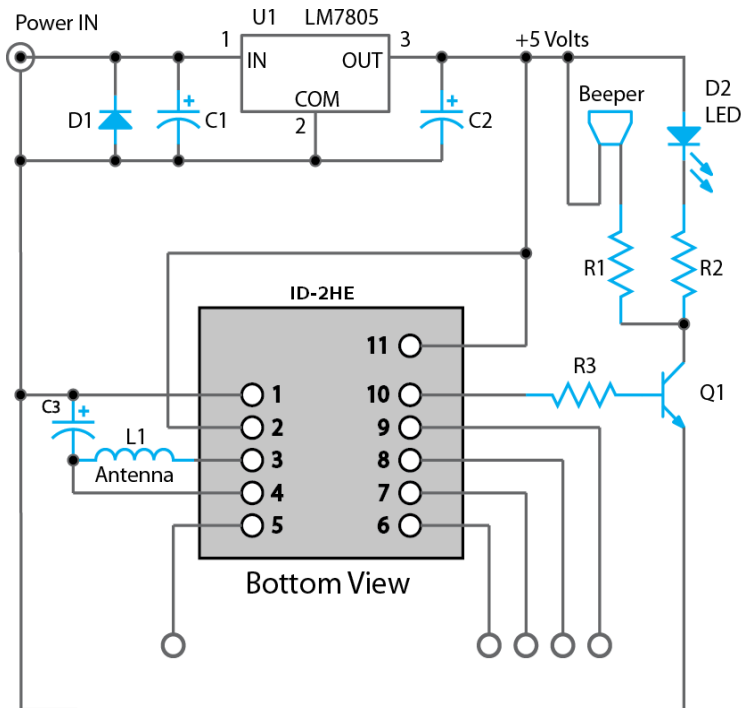 Power IN
U1 LM7805
1
3
+5 Volts
IN
OUT
COM
2
D1
C1
C2
Beeper
D2
LED
R1
R2
ID-2HE
11
1
10
R3
Q1
C3
2
9
L1
3
8
Antenna
4
7
5
6
Bottom View
+
+
+